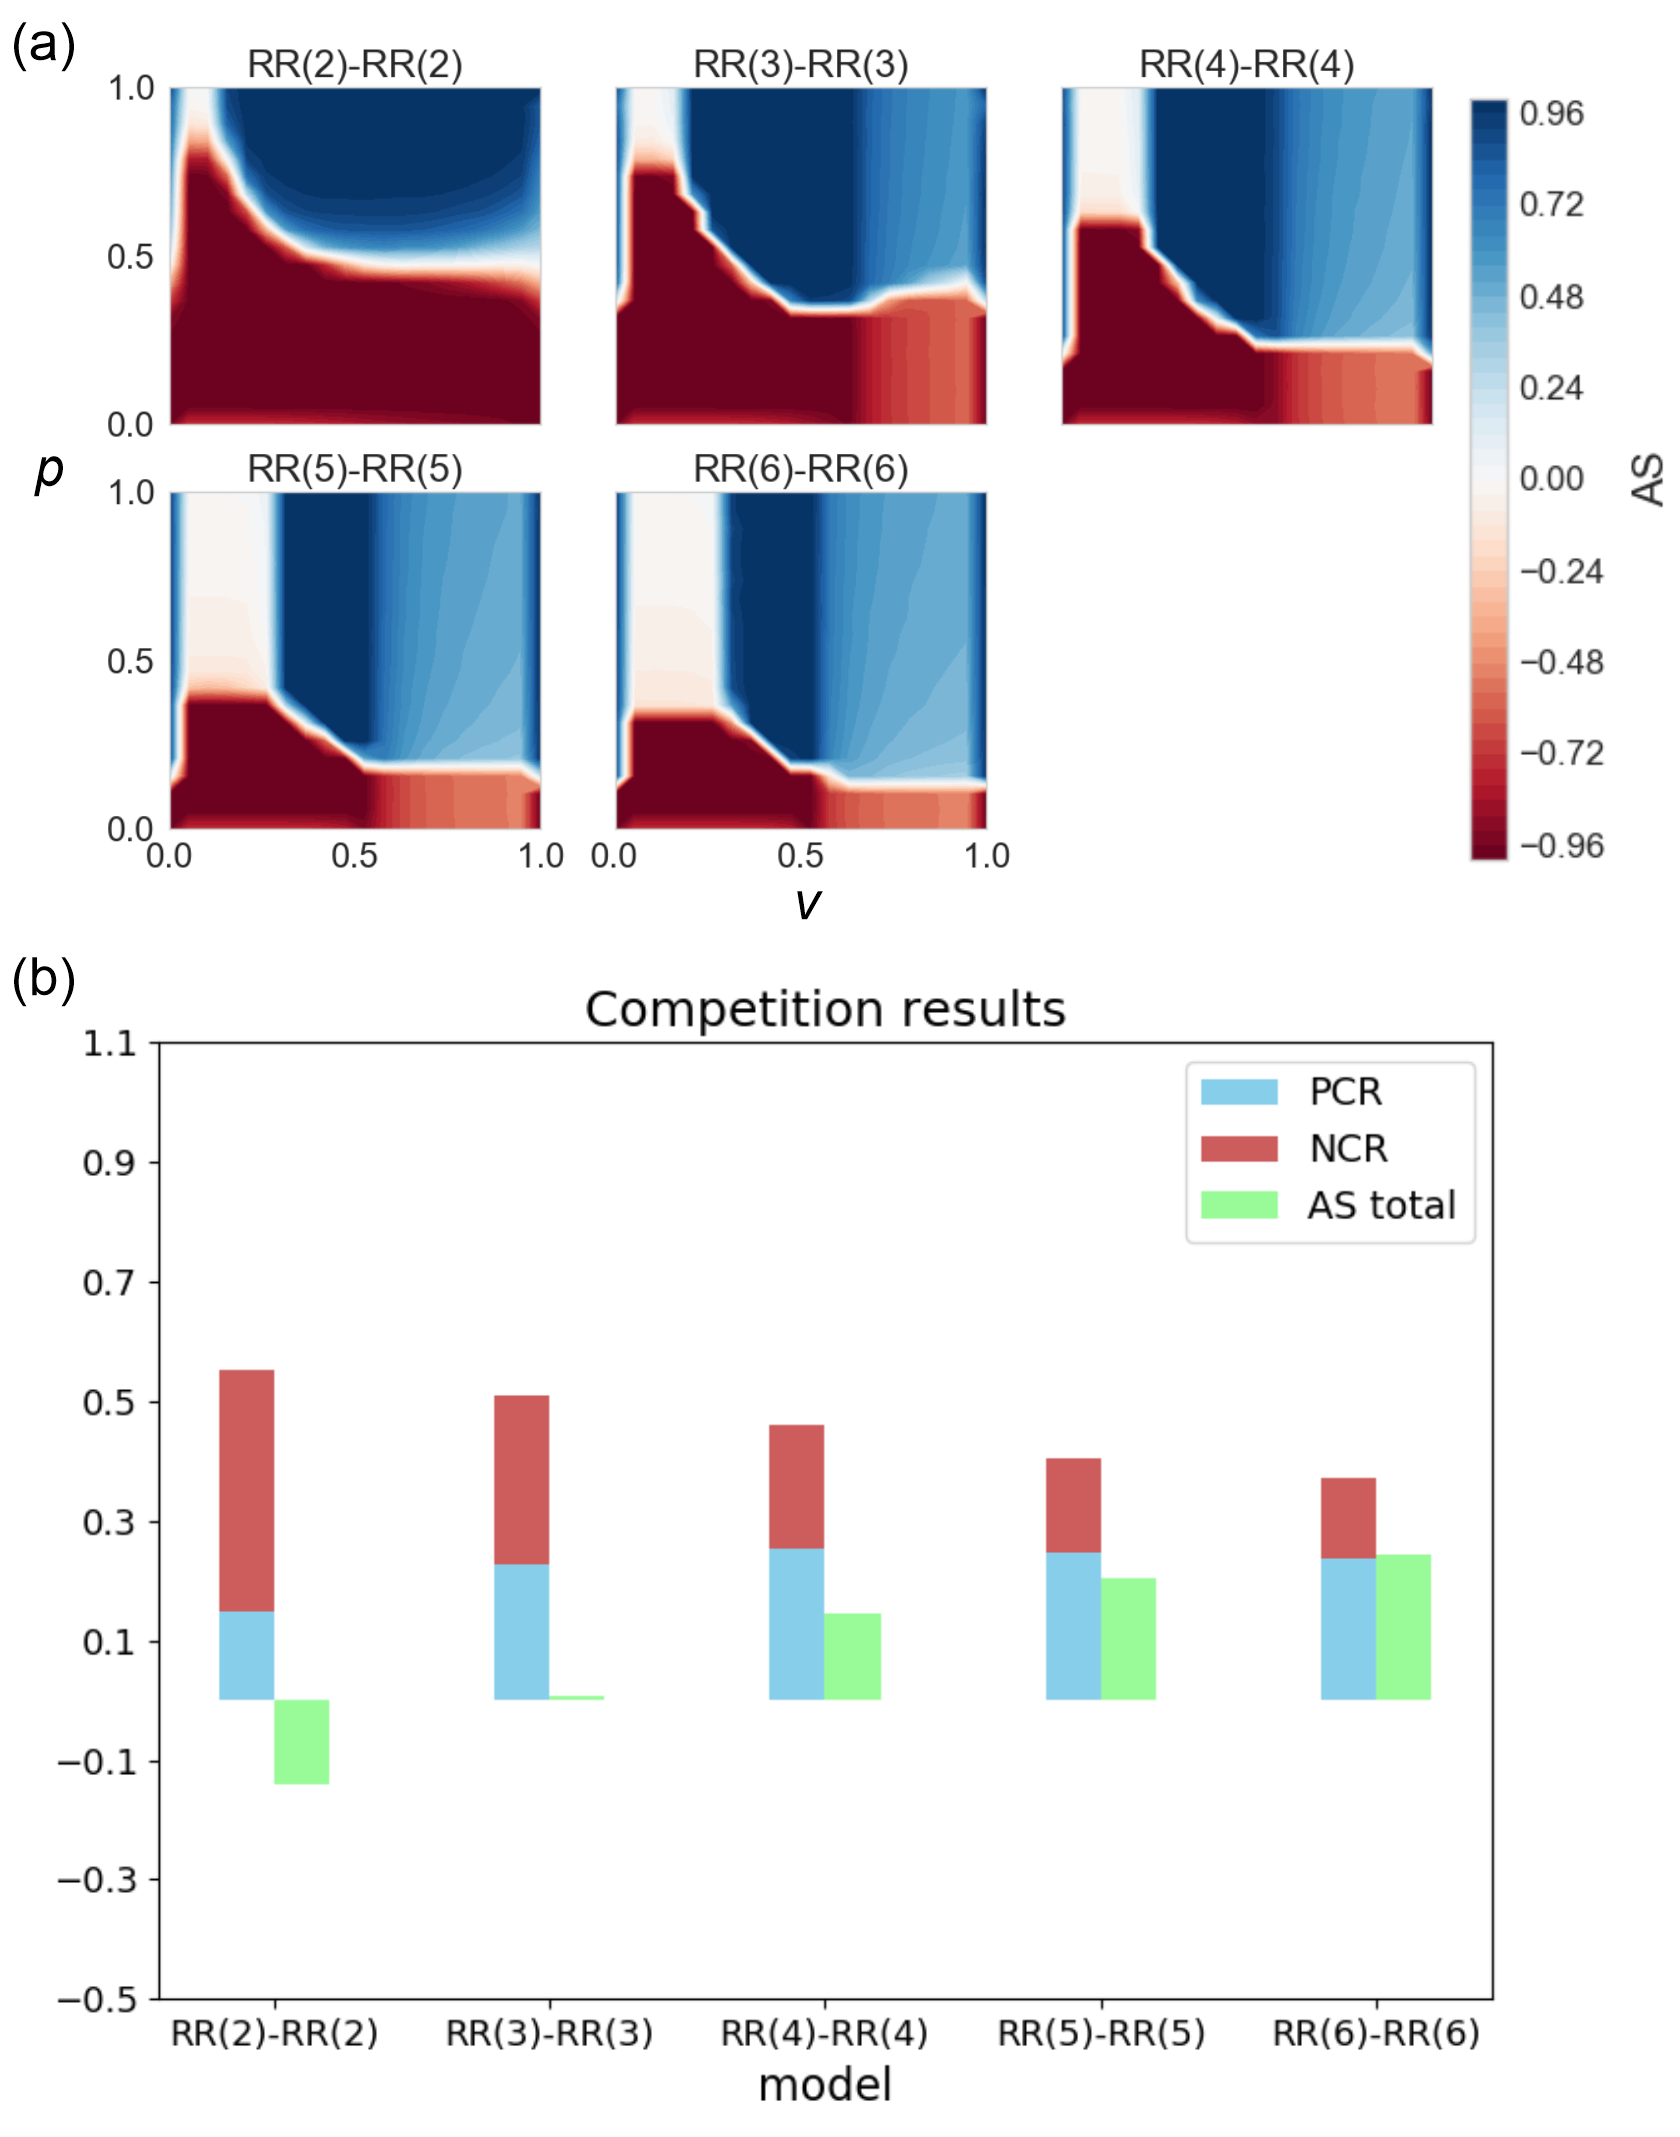 (a)
RR(2)-RR(2) RR(3)-RR(3) RR(4)-RR(4)
1.0
0.5
0.0
0.96
0.72
0.48
0.24
0.00
−0.24
−0.48
−0.72
−0.96
AS
p
RR(5)-RR(5) RR(6)-RR(6)
1.0
0.5
0.0
0.0 0.5 1.0 0.0 0.5 1.0
v
(b)
Competition results
1.1
0.9
0.7
0.5
0.3
0.1
−0.1
−0.3
−0.5
PCR
NCR
AS total
RR(2)-RR(2) RR(3)-RR(3) RR(4)-RR(4) RR(5)-RR(5) RR(6)-RR(6)
model